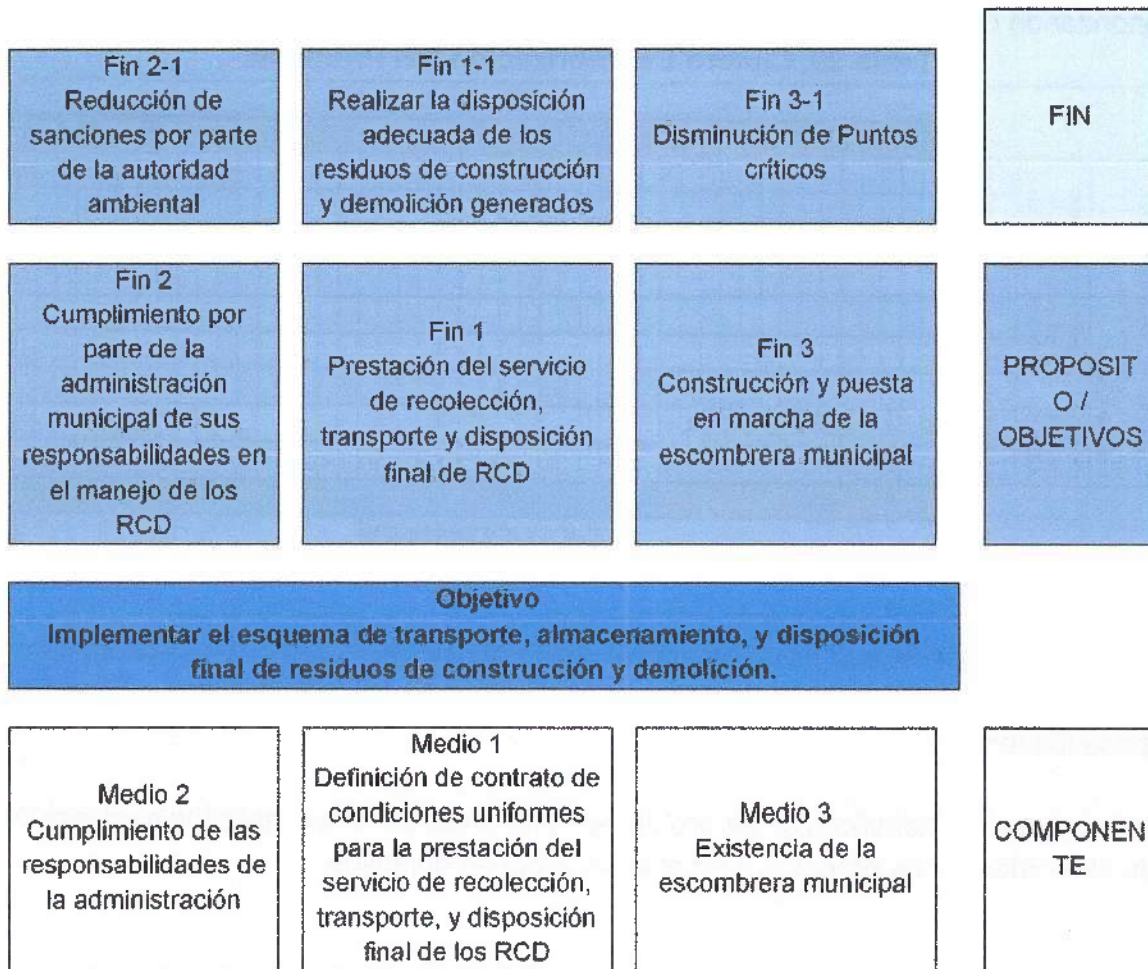 Fin 2-1
Reducción de
sanciones por parte
de la autoridad
ambiental
Fin 1-1
Realizar la disposición
adecuada de los
residuos de construcción
y demolición generados
Fin 3-1
Disminución de Puntos
críticos
FIN
Fin 2
Cumplimiento por
parte de la
administración
municipal de sus
responsabilidades en
el manejo de los
RCD
Fin 1
Prestación del servicio
de recolección,
transporte y disposición
final de RCD
Fin 3
Construcción y puesta
en marcha de la
escombrera municipal
PROPOSIT
O /
OBJETIVOS
Objetivo
Implementar el esquema de transporte, almacenamiento, y disposición
final de residuos de construcción y demolición.
Medio 2
Cumplimiento de las
responsabilidades de
la administración
Medio 1
Definición de contrato de
condiciones uniformes
para la prestación del
servicio de recolección,
transporte, y disposición
final de los RCD
Medio 3
Existencia de la
escombrera municipal
COMPONEN
TE